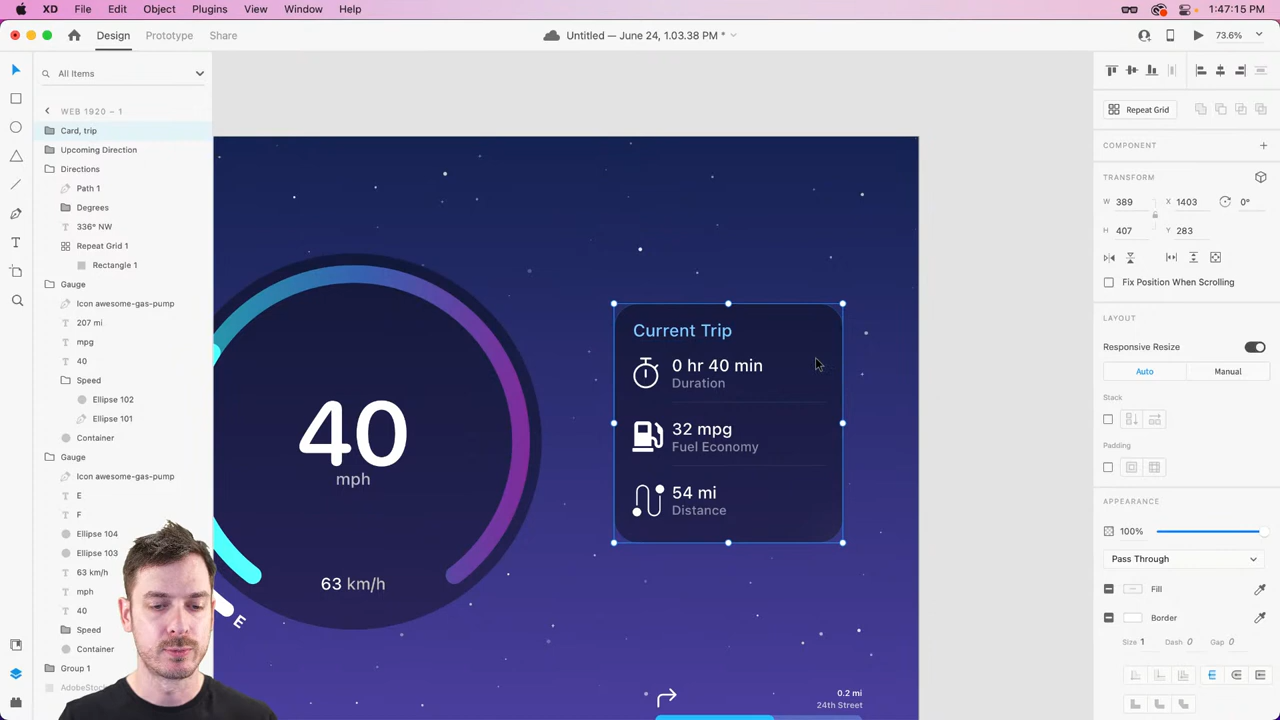 XD File Edit Object Plugins View Window Help 1:47:15 PM
Design Prototype Share Untitled — June 24, 1.03.38 PM * 73.6%
All Items
WEB 1920 – 1
Card, trip
Upcoming Direction
Directions
Path 1
Degrees
336° NW
Repeat Grid 1
Rectangle 1
Gauge
Icon awesome-gas-pump
207 mi
mpg
40
Speed
Ellipse 102
Ellipse 101
Container
Gauge
Icon awesome-gas-pump
E
F
Ellipse 104
Ellipse 103
63 km/h
mph
40
Speed
Container
Group 1
AdobeStock
40
mph
63 km/h
E
Current Trip
0 hr 40 min
Duration
32 mpg
Fuel Economy
54 mi
Distance
0.2 mi
24th Street
Repeat Grid
COMPONENT +
TRANSFORM
W 389 X 1403 0°
H 407 Y 283
Fix Position When Scrolling
LAYOUT
Responsive Resize
Auto Manual
Stack
Padding
APPEARANCE
100%
Pass Through
Fill
Border
Size 1 Dash 0 Gap 0